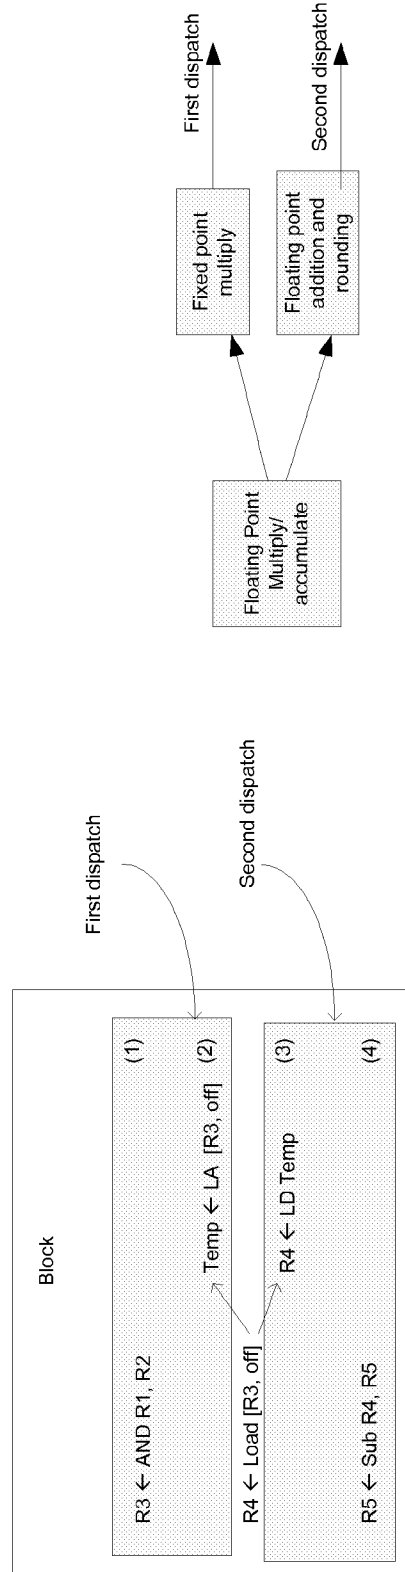 Block
First dispatch
R3 ← AND R1, R2
(1)
Temp ← LA [R3, off]
(2)
R4 ← Load [R3, off]
R4 ← LD Temp
(3)
R5 ← Sub R4, R5
(4)
Second dispatch
Floating Point
Multiply/
accumulate
Fixed point
multiply
First dispatch
Floating point
addition and
rounding
Second dispatch